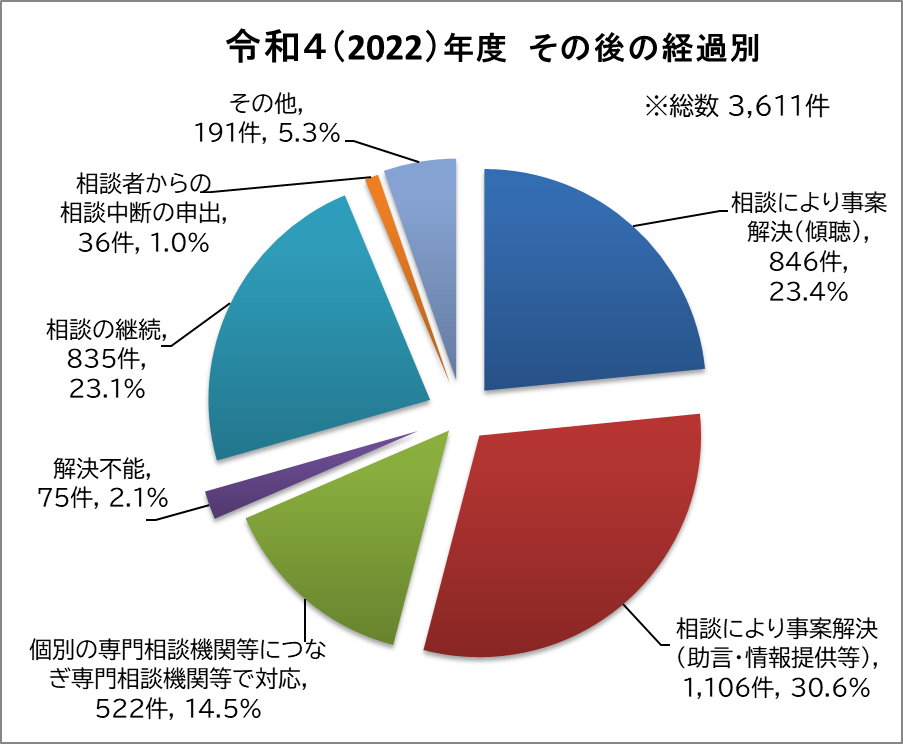 令和４（2022）年度　その後の経過別
※総数 3,611件
その他,
191件, 5.3%
相談者からの
相談中断の申出,
36件, 1.0%
相談の継続,
835件,
23.1%
解決不能,
75件, 2.1%
個別の専門相談機関等につな
ぎ専門相談機関等で対応,
522件, 14.5%
相談により事案
解決（傾聴）,
846件,
23.4%
相談により事案解決
（助言・情報提供等）,
1,106件, 30.6%